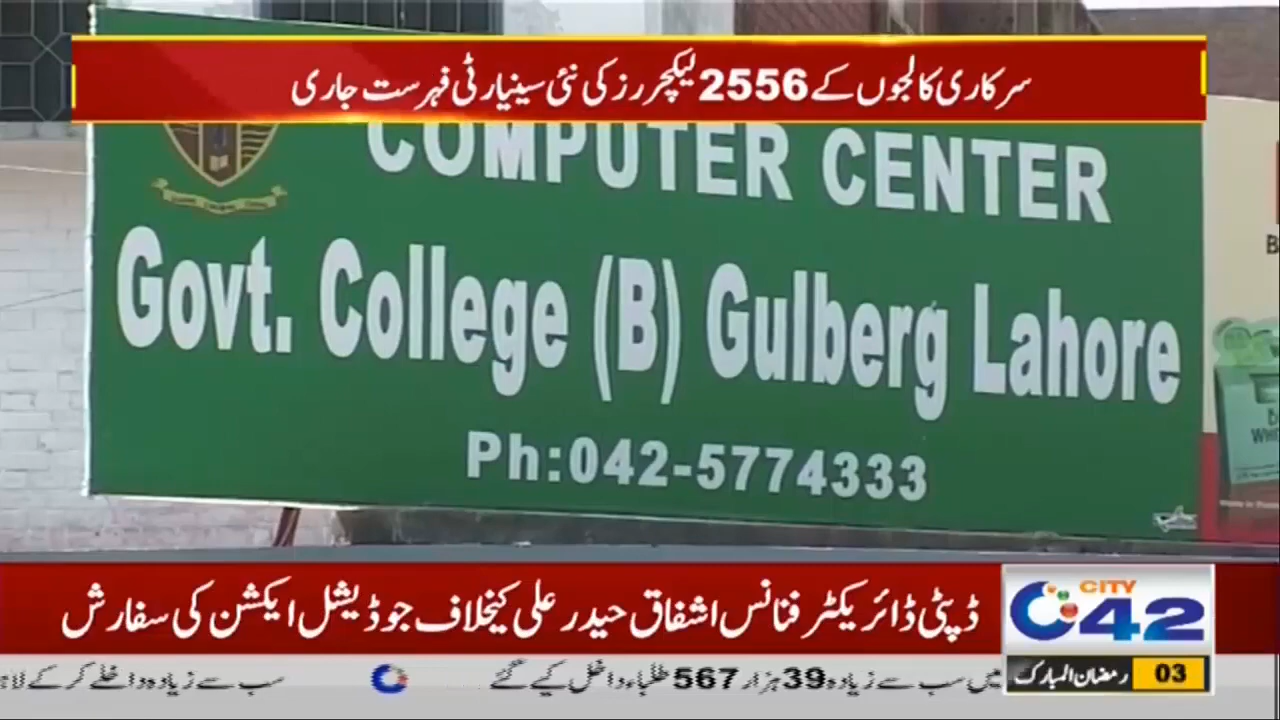 سرکاری کالجوں کے 2556 لیکچررز کی نئی سینیارٹی فہرست جاری
COMPUTER CENTER
Govt. College (B) Gulberg Lahore
Ph:042-5774333
ڈپٹی ڈائریکٹر فنانس اشفاق حیدر علی کیخلاف جوڈیشل ایکشن کی سفارش
CITY
42
میں سب سے زیادہ 39 ہزار 567 طلباء داخل کیے گئے
سب سے زیادہ داخلے کر کے
03 رمضان المبارک